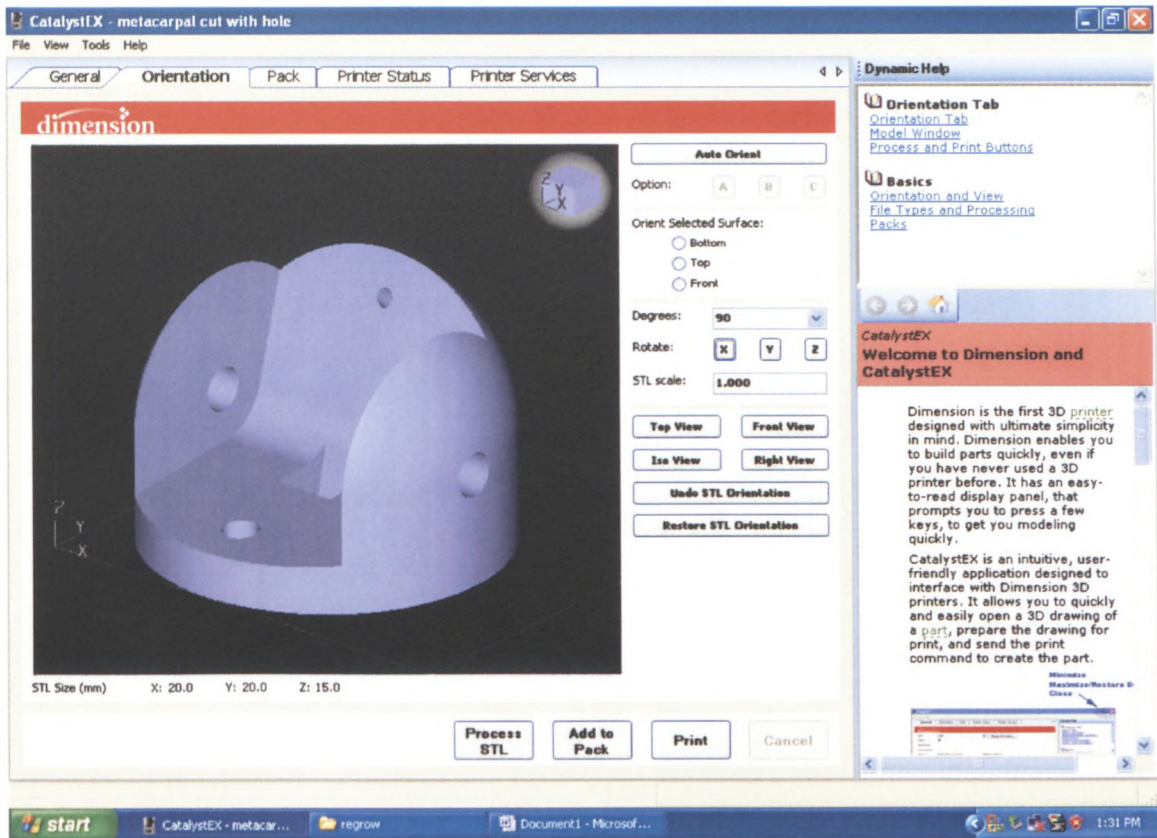 CatalystEX - metacarpal cut with hole
File View Tools Help
General Orientation Pack Printer Status Printer Services
dimension
Z
Y
X
Z
Y
X
STL Size (mm) X: 20.0 Y: 20.0 Z: 15.0
Auto Orient
Option: A B C
Orient Selected Surface:
Bottom
Top
Front
Degrees: 90
Rotate: X Y Z
STL scale: 1.000
Top View Front View
Iso View Right View
Undo STL Orientation
Restore STL Orientation
Process STL
Add to Pack
Print
Cancel
Dynamic Help
Orientation Tab
Orientation Tab
Model Window
Process and Print Buttons
Basics
Orientation and View
File Types and Processing
Packs
CatalystEX
Welcome to Dimension and
CatalystEX
Dimension is the first 3D printer
designed with ultimate simplicity
in mind. Dimension enables you
to build parts quickly, even if
you have never used a 3D
printer before. It has an easy-
to-read display panel, that
prompts you to press a few
keys, to get you modeling
quickly.
CatalystEX is an intuitive, user-
friendly application designed to
interface with Dimension 3D
printers. It allows you to quickly
and easily open a 3D drawing of
a part, prepare the drawing for
print, and send the print
command to create the part.
Minimize
Maximize/Restore D
Close
start CatalystEX - metacar... regrow Document1 - Microsof... 1:31 PM